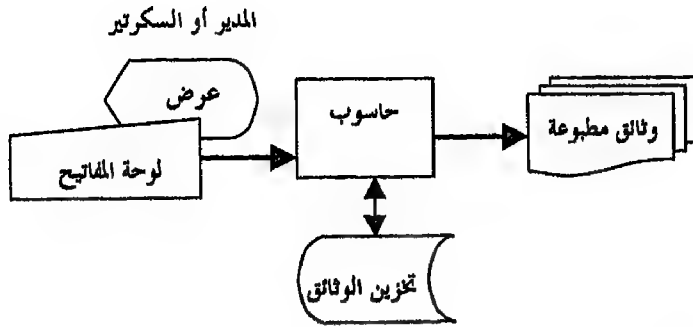 المدير أو السكرتير
عرض
حاسوب
وثائق مطبوعة
لوحة المفاتيح
تخزين الوثائق